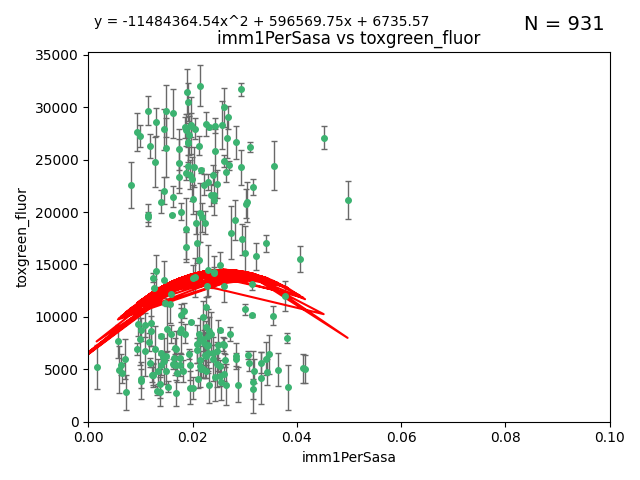 y = -11484364.54x^2 + 596569.75x + 6735.57
N = 931
imm1PerSasa vs toxgreen_fluor
toxgreen_fluor
35000
30000
25000
20000
15000
10000
5000
0
0.00 0.02 0.04 0.06 0.08 0.10
imm1PerSasa